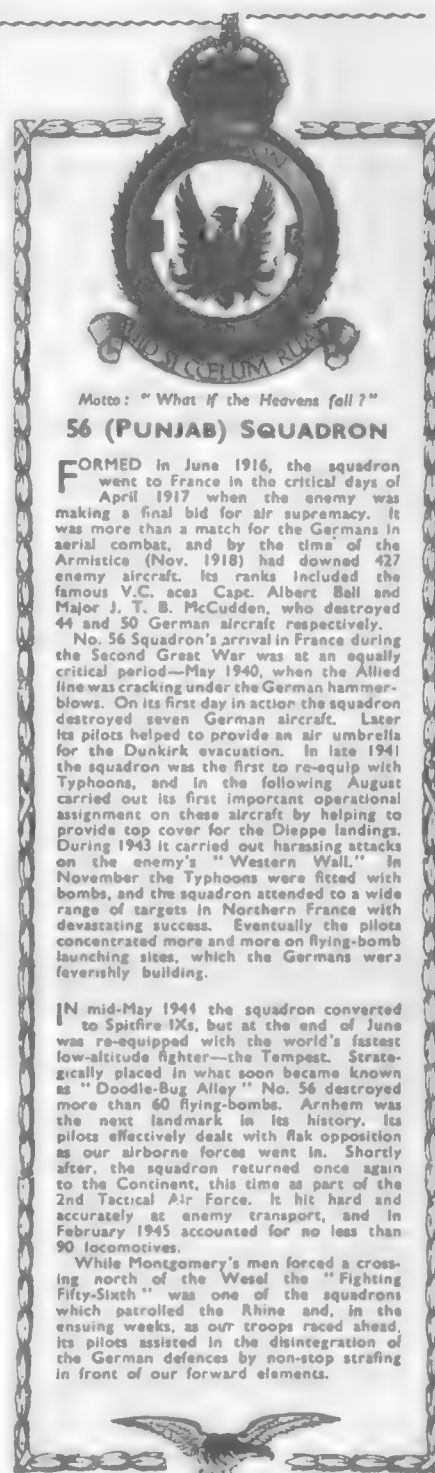 QUID SI CŒLUM RUAT
Motto: "What if the Heavens fall?"
56 (PUNJAB) SQUADRON
FORMED in June 1916, the squadron
went to France in the critical days of
April 1917 when the enemy was
making a final bid for air supremacy. It
was more than a match for the Germans in
aerial combat, and by the time of the
Armistice (Nov. 1918) had downed 427
enemy aircraft. Its ranks included the
famous V.C. aces Capt. Albert Ball and
Major J. T. B. McCudden, who destroyed
44 and 50 German aircraft respectively.
No. 56 Squadron's arrival in France during
the Second Great War was at an equally
critical period—May 1940, when the Allied
line was cracking under the German hammer-
blows. On its first day in action the squadron
destroyed seven German aircraft. Later
its pilots helped to provide an air umbrella
for the Dunkirk evacuation. In late 1941
the squadron was the first to re-equip with
Typhoons, and in the following August
carried out its first important operational
assignment on these aircraft by helping to
provide top cover for the Dieppe landings.
During 1943 it carried out harassing attacks
on the enemy's "Western Wall." In
November the Typhoons were fitted with
bombs, and the squadron attended to a wide
range of targets in Northern France with
devastating success. Eventually the pilots
concentrated more and more on flying-bomb
launching sites, which the Germans were
feverishly building.
IN mid-May 1944 the squadron converted
to Spitfire IXs, but at the end of June
was re-equipped with the world's fastest
low-altitude fighter—the Tempest. Strate-
gically placed in what soon became known
as "Doodle-Bug Alley" No. 56 destroyed
more than 60 flying-bombs. Arnhem was
the next landmark in its history. Its
pilots effectively dealt with flak opposition
as our airborne forces went in. Shortly
after, the squadron returned once again
to the Continent, this time as part of the
2nd Tactical Air Force. It hit hard and
accurately at enemy transport, and in
February 1945 accounted for no less than
90 locomotives.
While Montgomery's men forced a cross-
ing north of the Wesel the "Fighting
Fifty-Sixth" was one of the squadrons
which patrolled the Rhine and, in the
ensuing weeks, as our troops raced ahead,
its pilots assisted in the disintegration of
the German defences by non-stop strafing
in front of our forward elements.